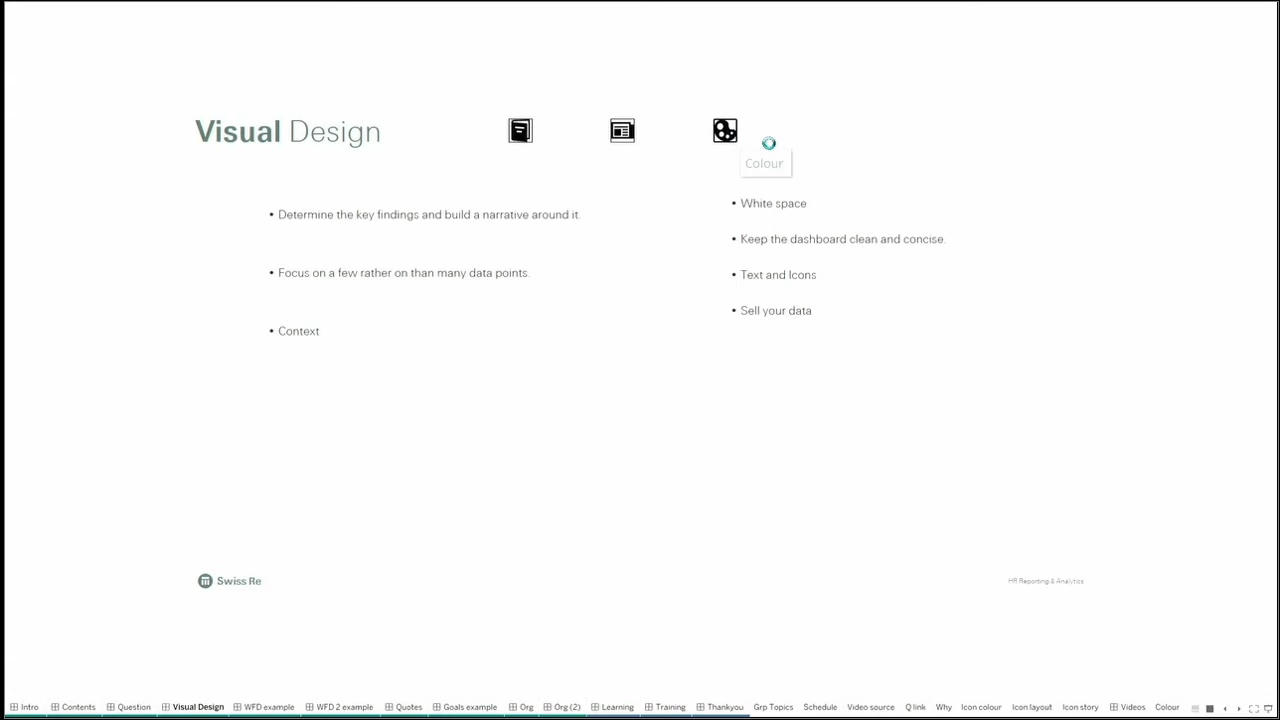 Visual Design
Colour
• Determine the key findings and build a narrative around it.
• Focus on a few rather on than many data points.
• Context
• White space
• Keep the dashboard clean and concise.
• Text and Icons
• Sell your data
Swiss Re
HR Reporting & Analytics
Intro Contents Question Visual Design WFD example WFD 2 example Quotes Goals example Org Org (2) Learning Training Thankyou Grp Topics Schedule Video source Q link Why Icon colour Icon layout Icon story Videos Colour